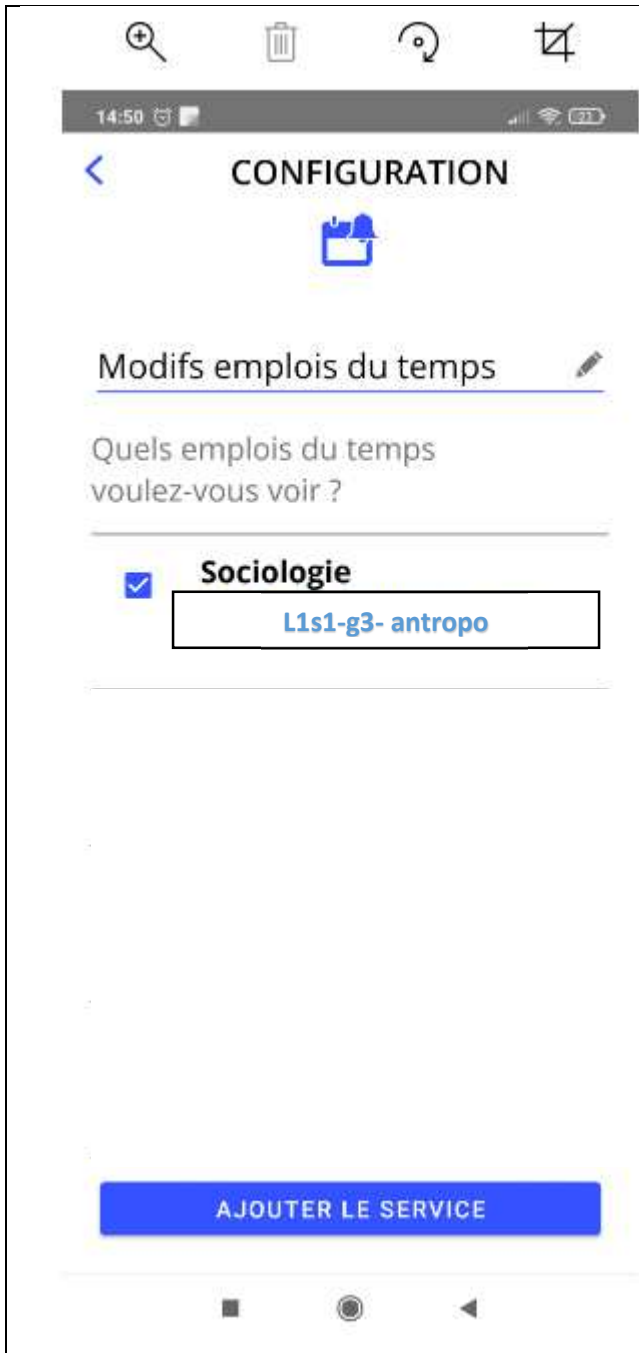 14:50
23
CONFIGURATION
Modifs emplois du temps
Quels emplois du temps
voulez-vous voir ?
Sociologie
L1s1-g3- antropo
AJOUTER LE SERVICE